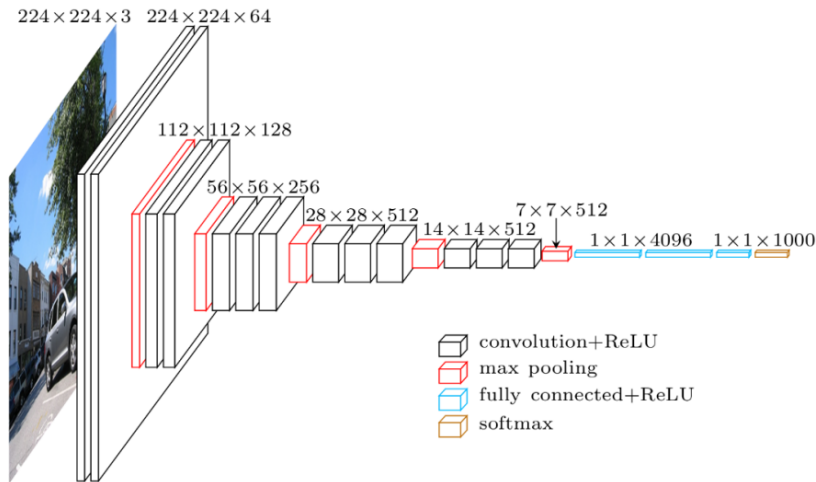 224×224×3
224×224×64
112×112×128
56×56×256
28×28×512
14×14×512
7×7×512
1×1×4096
1×1×1000
convolution+ReLU
max pooling
fully connected+ReLU
softmax